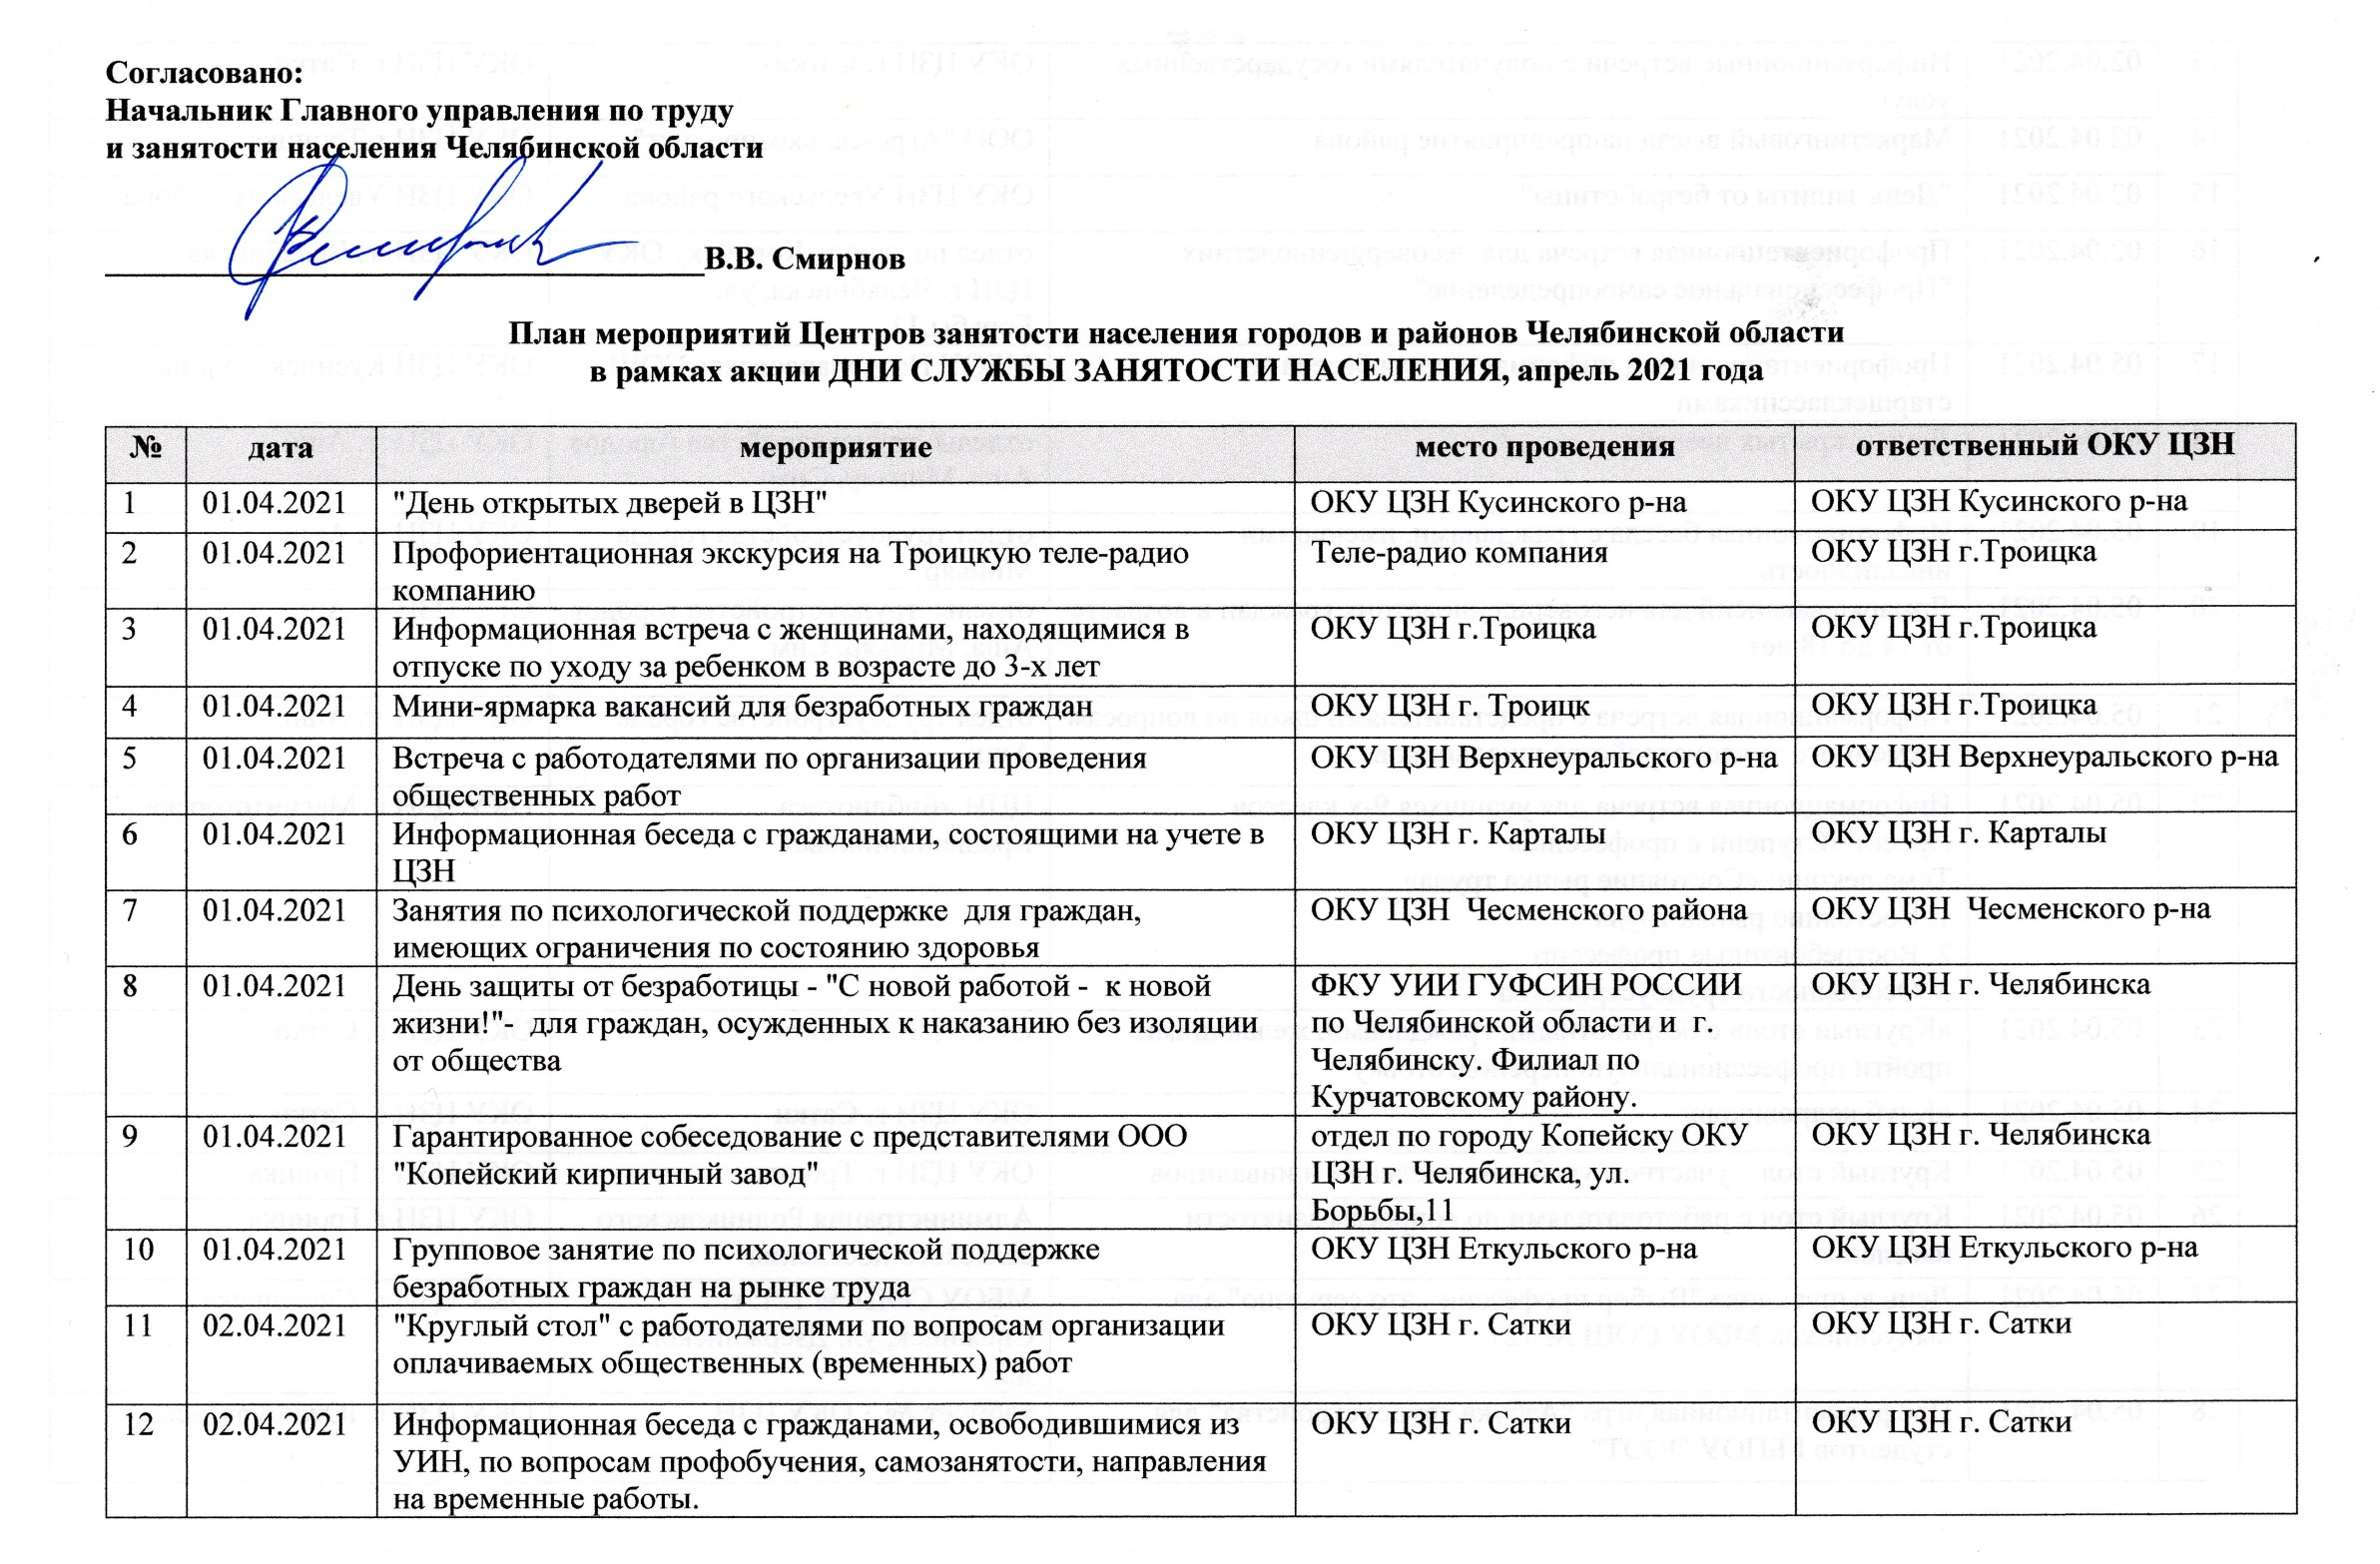 Согласовано:
Начальник Главного управления по труду
и занятости населения Челябинской области
В.В. Смирнов
План мероприятий Центров занятости населения городов и районов Челябинской области
в рамках акции ДНИ СЛУЖБЫ ЗАНЯТОСТИ НАСЕЛЕНИЯ, апрель 2021 года
№ дата мероприятие место проведения ответственный ОКУ ЦЗН
1 01.04.2021 "День открытых дверей в ЦЗН" ОКУ ЦЗН Кусинского р-на ОКУ ЦЗН Кусинского р-на
2 01.04.2021 Профориентационная экскурсия на Троицкую теле-радио Теле-радио компания ОКУ ЦЗН г.Троицка
компанию
3 01.04.2021 Информационная встреча с женщинами, находящимися в ОКУ ЦЗН г.Троицка ОКУ ЦЗН г.Троицка
отпуске по уходу за ребенком в возрасте до 3-х лет
4 01.04.2021 Мини-ярмарка вакансий для безработных граждан ОКУ ЦЗН г. Троицк ОКУ ЦЗН г.Троицка
5 01.04.2021 Встреча с работодателями по организации проведения ОКУ ЦЗН Верхнеуральского р-на ОКУ ЦЗН Верхнеуральского р-на
общественных работ
6 01.04.2021 Информационная беседа с гражданами, состоящими на учете в ОКУ ЦЗН г. Карталы ОКУ ЦЗН г. Карталы
ЦЗН
7 01.04.2021 Занятия по психологической поддержке для граждан, ОКУ ЦЗН Чесменского района ОКУ ЦЗН Чесменского р-на
имеющих ограничения по состоянию здоровья
8 01.04.2021 День защиты от безработицы - "С новой работой - к новой ФКУ УИИ ГУФСИН РОССИИ ОКУ ЦЗН г. Челябинска
жизни!"- для граждан, осужденных к наказанию без изоляции по Челябинской области и г.
от общества Челябинску. Филиал по
Курчатовскому району.
9 01.04.2021 Гарантированное собеседование с представителями ООО отдел по городу Копейску ОКУ ОКУ ЦЗН г. Челябинска
"Копейский кирпичный завод" ЦЗН г. Челябинска, ул.
Борьбы,11
10 01.04.2021 Групповое занятие по психологической поддержке ОКУ ЦЗН Еткульского р-на ОКУ ЦЗН Еткульского р-на
безработных граждан на рынке труда
11 02.04.2021 "Круглый стол" с работодателями по вопросам организации ОКУ ЦЗН г. Сатки ОКУ ЦЗН г. Сатки
оплачиваемых общественных (временных) работ
12 02.04.2021 Информационная беседа с гражданами, освободившимися из ОКУ ЦЗН г. Сатки ОКУ ЦЗН г. Сатки
УИН, по вопросам профобучения, самозанятости, направления
на временные работы.